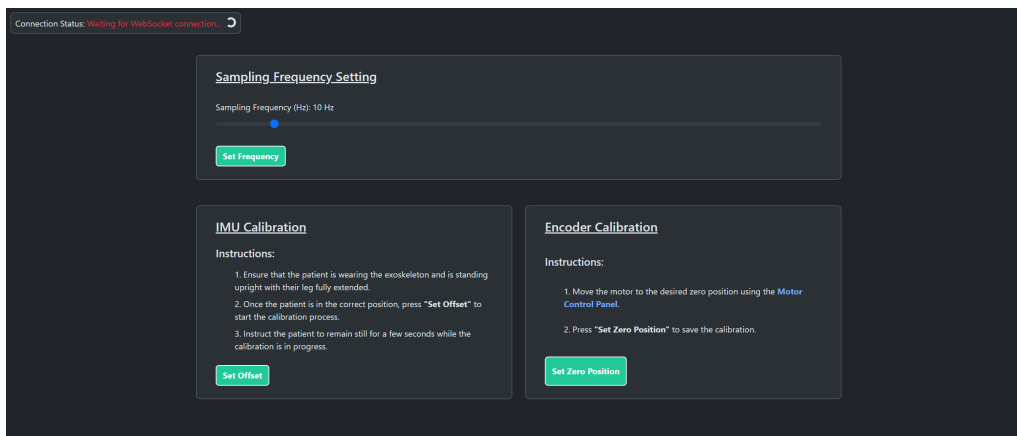 Connection Status: Waiting for WebSocket connection...
Sampling Frequency Setting
Sampling Frequency (Hz): 10 Hz
Set Frequency
IMU Calibration
Instructions:
1. Ensure that the patient is wearing the exoskeleton and is standing
upright with their leg fully extended.
2. Once the patient is in the correct position, press "Set Offset" to
start the calibration process.
3. Instruct the patient to remain still for a few seconds while the
calibration is in progress.
Set Offset
Encoder Calibration
Instructions:
1. Move the motor to the desired zero position using the Motor
Control Panel.
2. Press "Set Zero Position" to save the calibration.
Set Zero Position